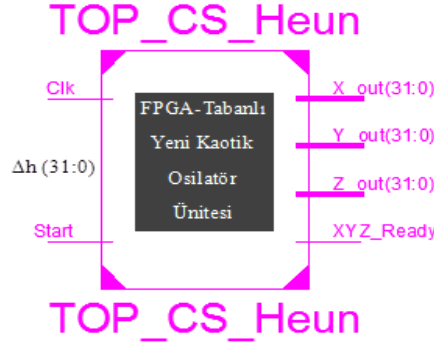 TOP_CS_Heun
Clk
Δh (31:0)
Start
FPGA-Tabanlı
Yeni Kaotik
Osilatör
Ünitesi
X_out(31:0)
Y_out(31:0)
Z_out(31:0)
XYZ_Ready
TOP_CS_Heun